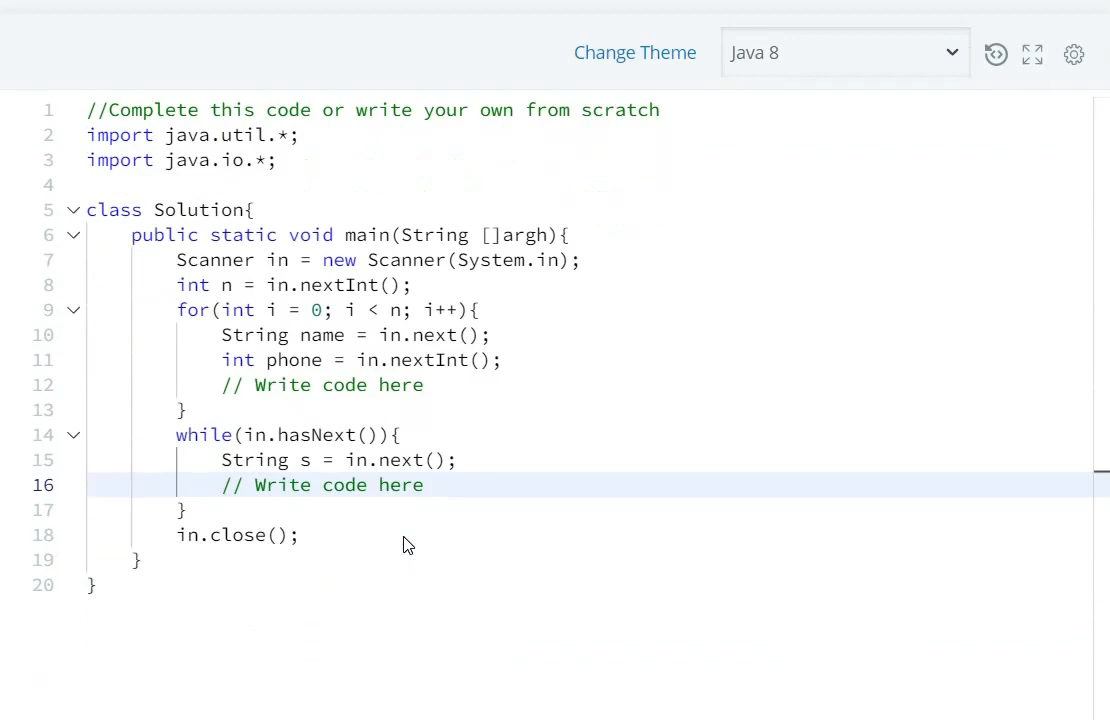 Change Theme Java 8
1 //Complete this code or write your own from scratch
2 import java.util.*;
3 import java.io.*;
4
5 class Solution{
6 public static void main(String []argh){
7 Scanner in = new Scanner(System.in);
8 int n = in.nextInt();
9 for(int i = 0; i < n; i++){
10 String name = in.next();
11 int phone = in.nextInt();
12 // Write code here
13 }
14 while(in.hasNext()){
15 String s = in.next();
16 // Write code here
17 }
18 in.close();
19 }
20 }